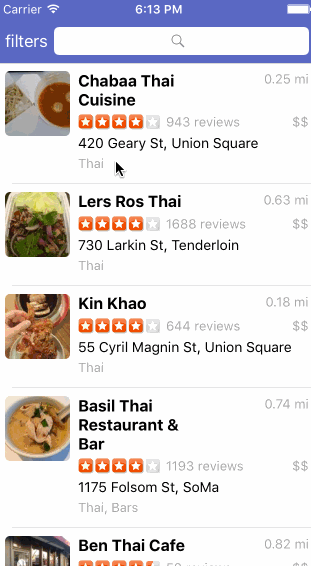 Carrier 6:13 PM
filters
Chabaa Thai Cuisine 0.25 mi
943 reviews $$
420 Geary St, Union Square
Thai
Lers Ros Thai 0.63 mi
1688 reviews $$
730 Larkin St, Tenderloin
Thai
Kin Khao 0.18 mi
644 reviews $$
55 Cyril Magnin St, Union Square
Thai
Basil Thai Restaurant & Bar 0.74 mi
1193 reviews $$
1175 Folsom St, SoMa
Thai, Bars
Ben Thai Cafe 0.82 mi